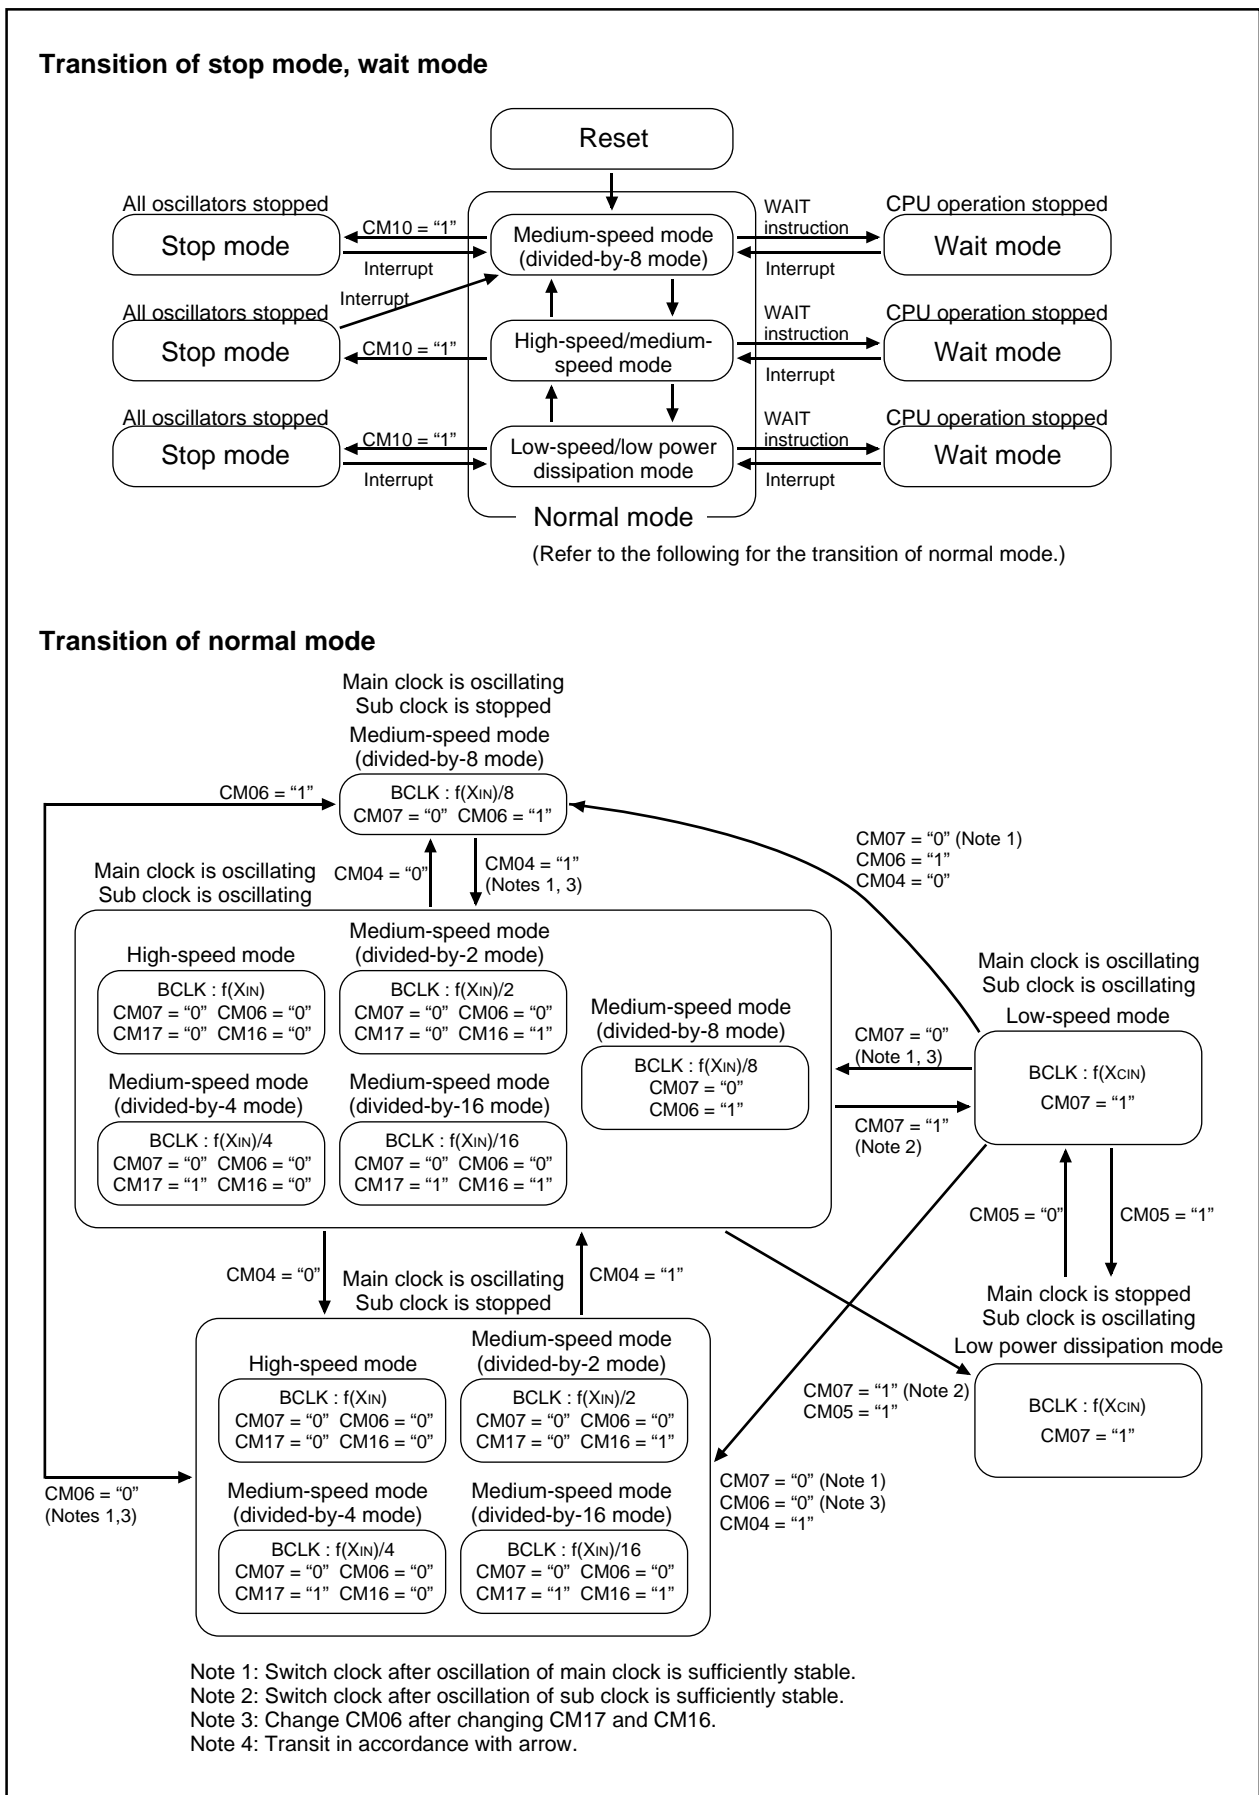 Transition of stop mode, wait mode
Reset
All oscillators stopped
Stop mode
CM10 = “1”
Interrupt
Medium-speed mode
(divided-by-8 mode)
WAIT
instruction
Interrupt
CPU operation stopped
Wait mode
Interrupt
All oscillators stopped
Stop mode
CM10 = “1”
High-speed/medium-
speed mode
WAIT
instruction
Interrupt
CPU operation stopped
Wait mode
All oscillators stopped
Stop mode
CM10 = “1”
Interrupt
Low-speed/low power
dissipation mode
WAIT
instruction
Interrupt
CPU operation stopped
Wait mode
Normal mode
(Refer to the following for the transition of normal mode.)
Transition of normal mode
Main clock is oscillating
Sub clock is stopped
Medium-speed mode
(divided-by-8 mode)
CM06 = “1”
BCLK : f(XIN)/8
CM07 = “0” CM06 = “1”
CM07 = “0” (Note 1)
CM06 = “1”
CM04 = “0”
Main clock is oscillating
Sub clock is oscillating
CM04 = “0”
CM04 = “1”
(Notes 1, 3)
High-speed mode
BCLK : f(XIN)
CM07 = “0” CM06 = “0”
CM17 = “0” CM16 = “0”
Medium-speed mode
(divided-by-2 mode)
BCLK : f(XIN)/2
CM07 = “0” CM06 = “0”
CM17 = “0” CM16 = “1”
Medium-speed mode
(divided-by-8 mode)
BCLK : f(XIN)/8
CM07 = “0”
CM06 = “1”
Medium-speed mode
(divided-by-4 mode)
BCLK : f(XIN)/4
CM07 = “0” CM06 = “0”
CM17 = “1” CM16 = “0”
Medium-speed mode
(divided-by-16 mode)
BCLK : f(XIN)/16
CM07 = “0” CM06 = “0”
CM17 = “1” CM16 = “1”
CM07 = “0”
(Note 1, 3)
CM07 = “1”
(Note 2)
Main clock is oscillating
Sub clock is oscillating
Low-speed mode
BCLK : f(XCIN)
CM07 = “1”
CM05 = “0”
CM05 = “1”
CM04 = “0”
Main clock is oscillating
Sub clock is stopped
CM04 = “1”
Main clock is stopped
Sub clock is oscillating
Low power dissipation mode
BCLK : f(XCIN)
CM07 = “1”
CM07 = “1” (Note 2)
CM05 = “1”
High-speed mode
BCLK : f(XIN)
CM07 = “0” CM06 = “0”
CM17 = “0” CM16 = “0”
Medium-speed mode
(divided-by-2 mode)
BCLK : f(XIN)/2
CM07 = “0” CM06 = “0”
CM17 = “0” CM16 = “1”
CM06 = “0”
(Notes 1,3)
Medium-speed mode
(divided-by-4 mode)
BCLK : f(XIN)/4
CM07 = “0” CM06 = “0”
CM17 = “1” CM16 = “0”
Medium-speed mode
(divided-by-16 mode)
BCLK : f(XIN)/16
CM07 = “0” CM06 = “0”
CM17 = “1” CM16 = “1”
CM07 = “0” (Note 1)
CM06 = “0” (Note 3)
CM04 = “1”
Note 1: Switch clock after oscillation of main clock is sufficiently stable.
Note 2: Switch clock after oscillation of sub clock is sufficiently stable.
Note 3: Change CM06 after changing CM17 and CM16.
Note 4: Transit in accordance with arrow.